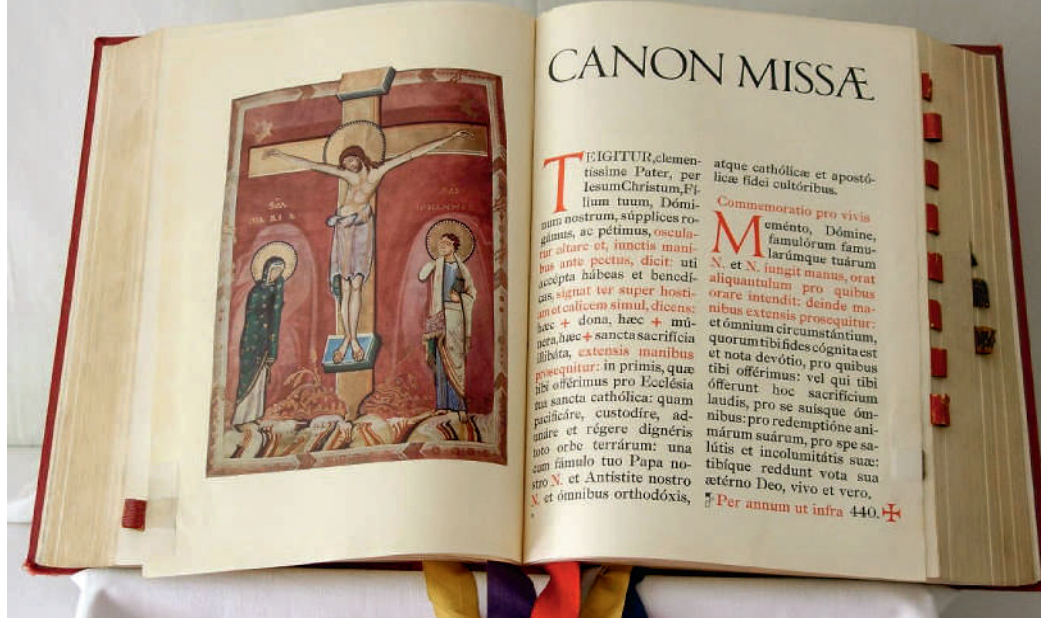 CANON MISSÆ
TEIGITUR, clemen-
tíssime Pater, per
Iesum Christum, Fí-
lium tuum, Dómi-
num nostrum, súpplices ro-
gámus, ac pétimus, oscula-
tur altare et, iunctis mani-
bus ante pectus, dicit: uti
accépta hábeas et benedí-
cas, signat ter super hosti-
am et calicem simul, dicens:
hæc + dona, hæc + mú-
nera, hæc + sancta sacrifícia
illibáta, extensis manibus
prosequitur: in primis, quæ
tibi offérimus pro Ecclésia
tua sancta cathólica: quam
pacificáre, custodíre, ad-
unáre et régere dignéris
toto orbe terrárum: una
cum fámulo tuo Papa no-
stro N. et Antístite nostro
N. et ómnibus orthodóxis,
atque cathólicæ et apostó-
licæ fídei cultóribus.
Commemoratio pro vivis
Meménto, Dómine,
famulórum famu-
larúmque tuárum
N. et N. iungit manus, orat
aliquantulum pro quibus
orare intendit: deinde ma-
nibus extensis prosequitur:
et ómnium circumstántium,
quorum tibi fides cógnita est
et nota devótio, pro quibus
tibi offérimus: vel qui tibi
ófferunt hoc sacrifícium
laudis, pro se suísque óm-
nibus: pro redemptióne ani-
márum suárum, pro spe sa-
lútis et incolumitátis suæ:
tibíque reddunt vota sua
ætérno Deo, vivo et vero.
Per annum ut infra 440. ✠